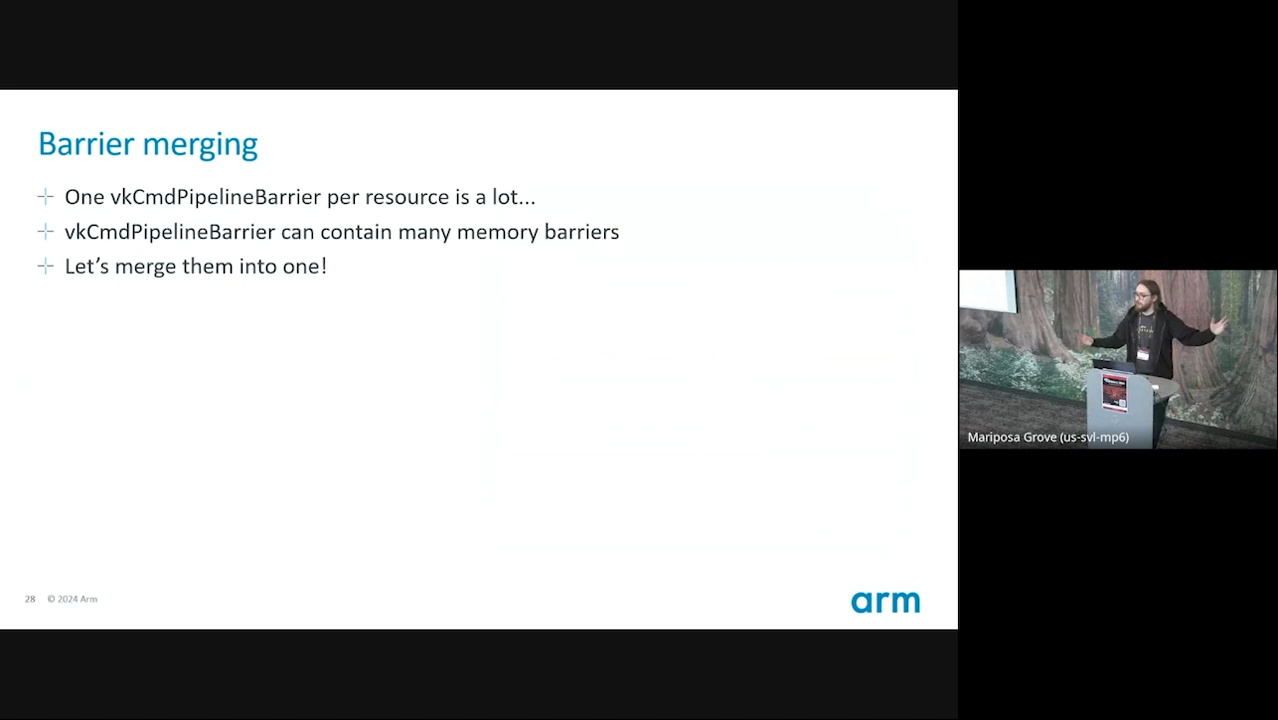 Barrier merging
One vkCmdPipelineBarrier per resource is a lot...
vkCmdPipelineBarrier can contain many memory barriers
Let's merge them into one!
28 © 2024 Arm
arm
Mariposa Grove (us-svl-mp6)